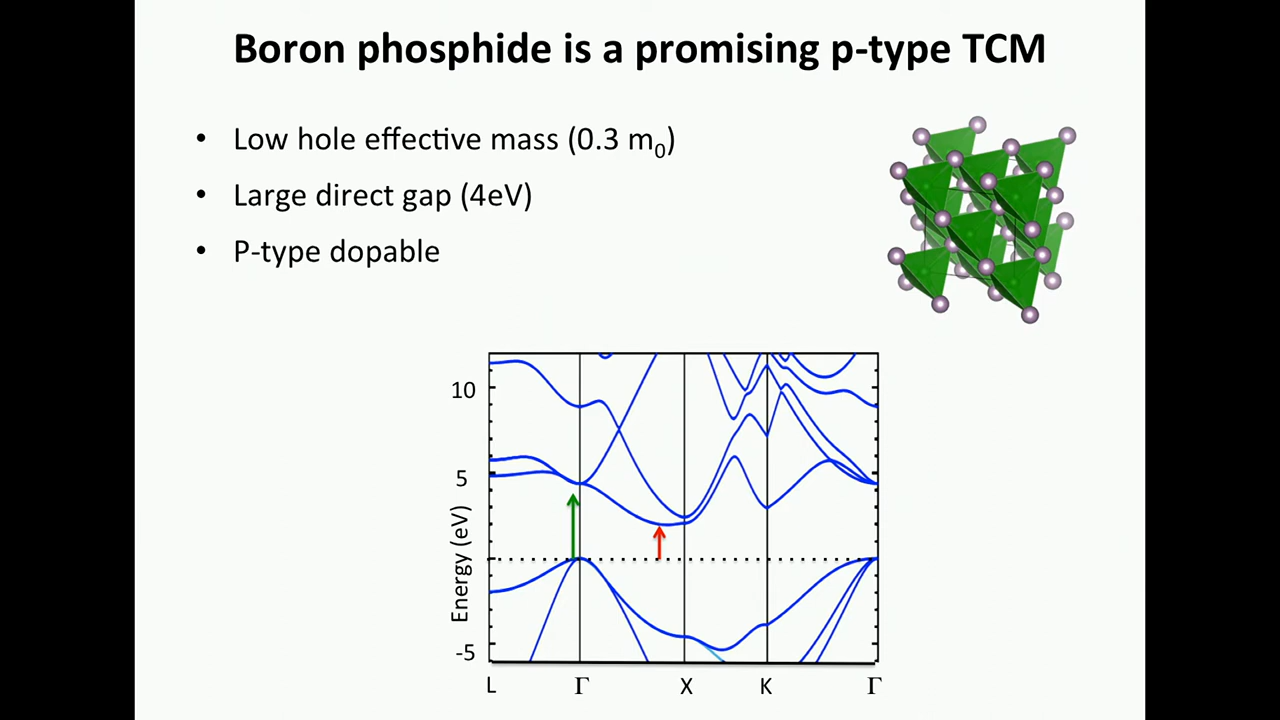 Boron phosphide is a promising p-type TCM
• Low hole effective mass (0.3 m₀)
• Large direct gap (4eV)
• P-type dopable
10
5
-5
Energy (eV)
L Γ X K Γ